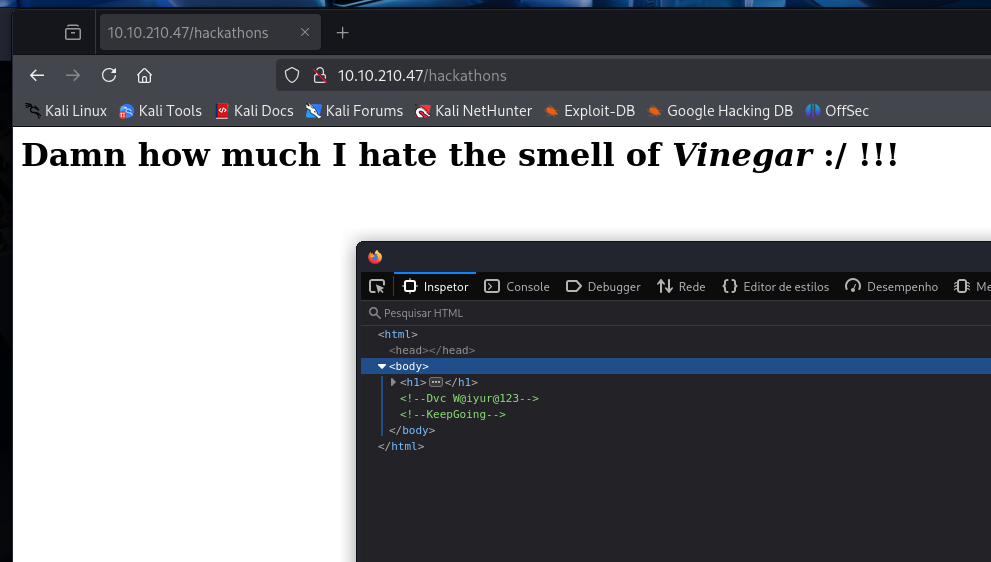 10.10.210.47/hackathons
10.10.210.47/hackathons
Kali Linux Kali Tools Kali Docs Kali Forums Kali NetHunter Exploit-DB Google Hacking DB OffSec
Damn how much I hate the smell of Vinegar :/ !!!
Inspetor Console Debugger Rede Editor de estilos Desempenho Me
Pesquisar HTML
<html>
<head></head>
<body>
<h1>···</h1>
<!--Dvc W@iyur@123-->
<!--KeepGoing-->
</body>
</html>